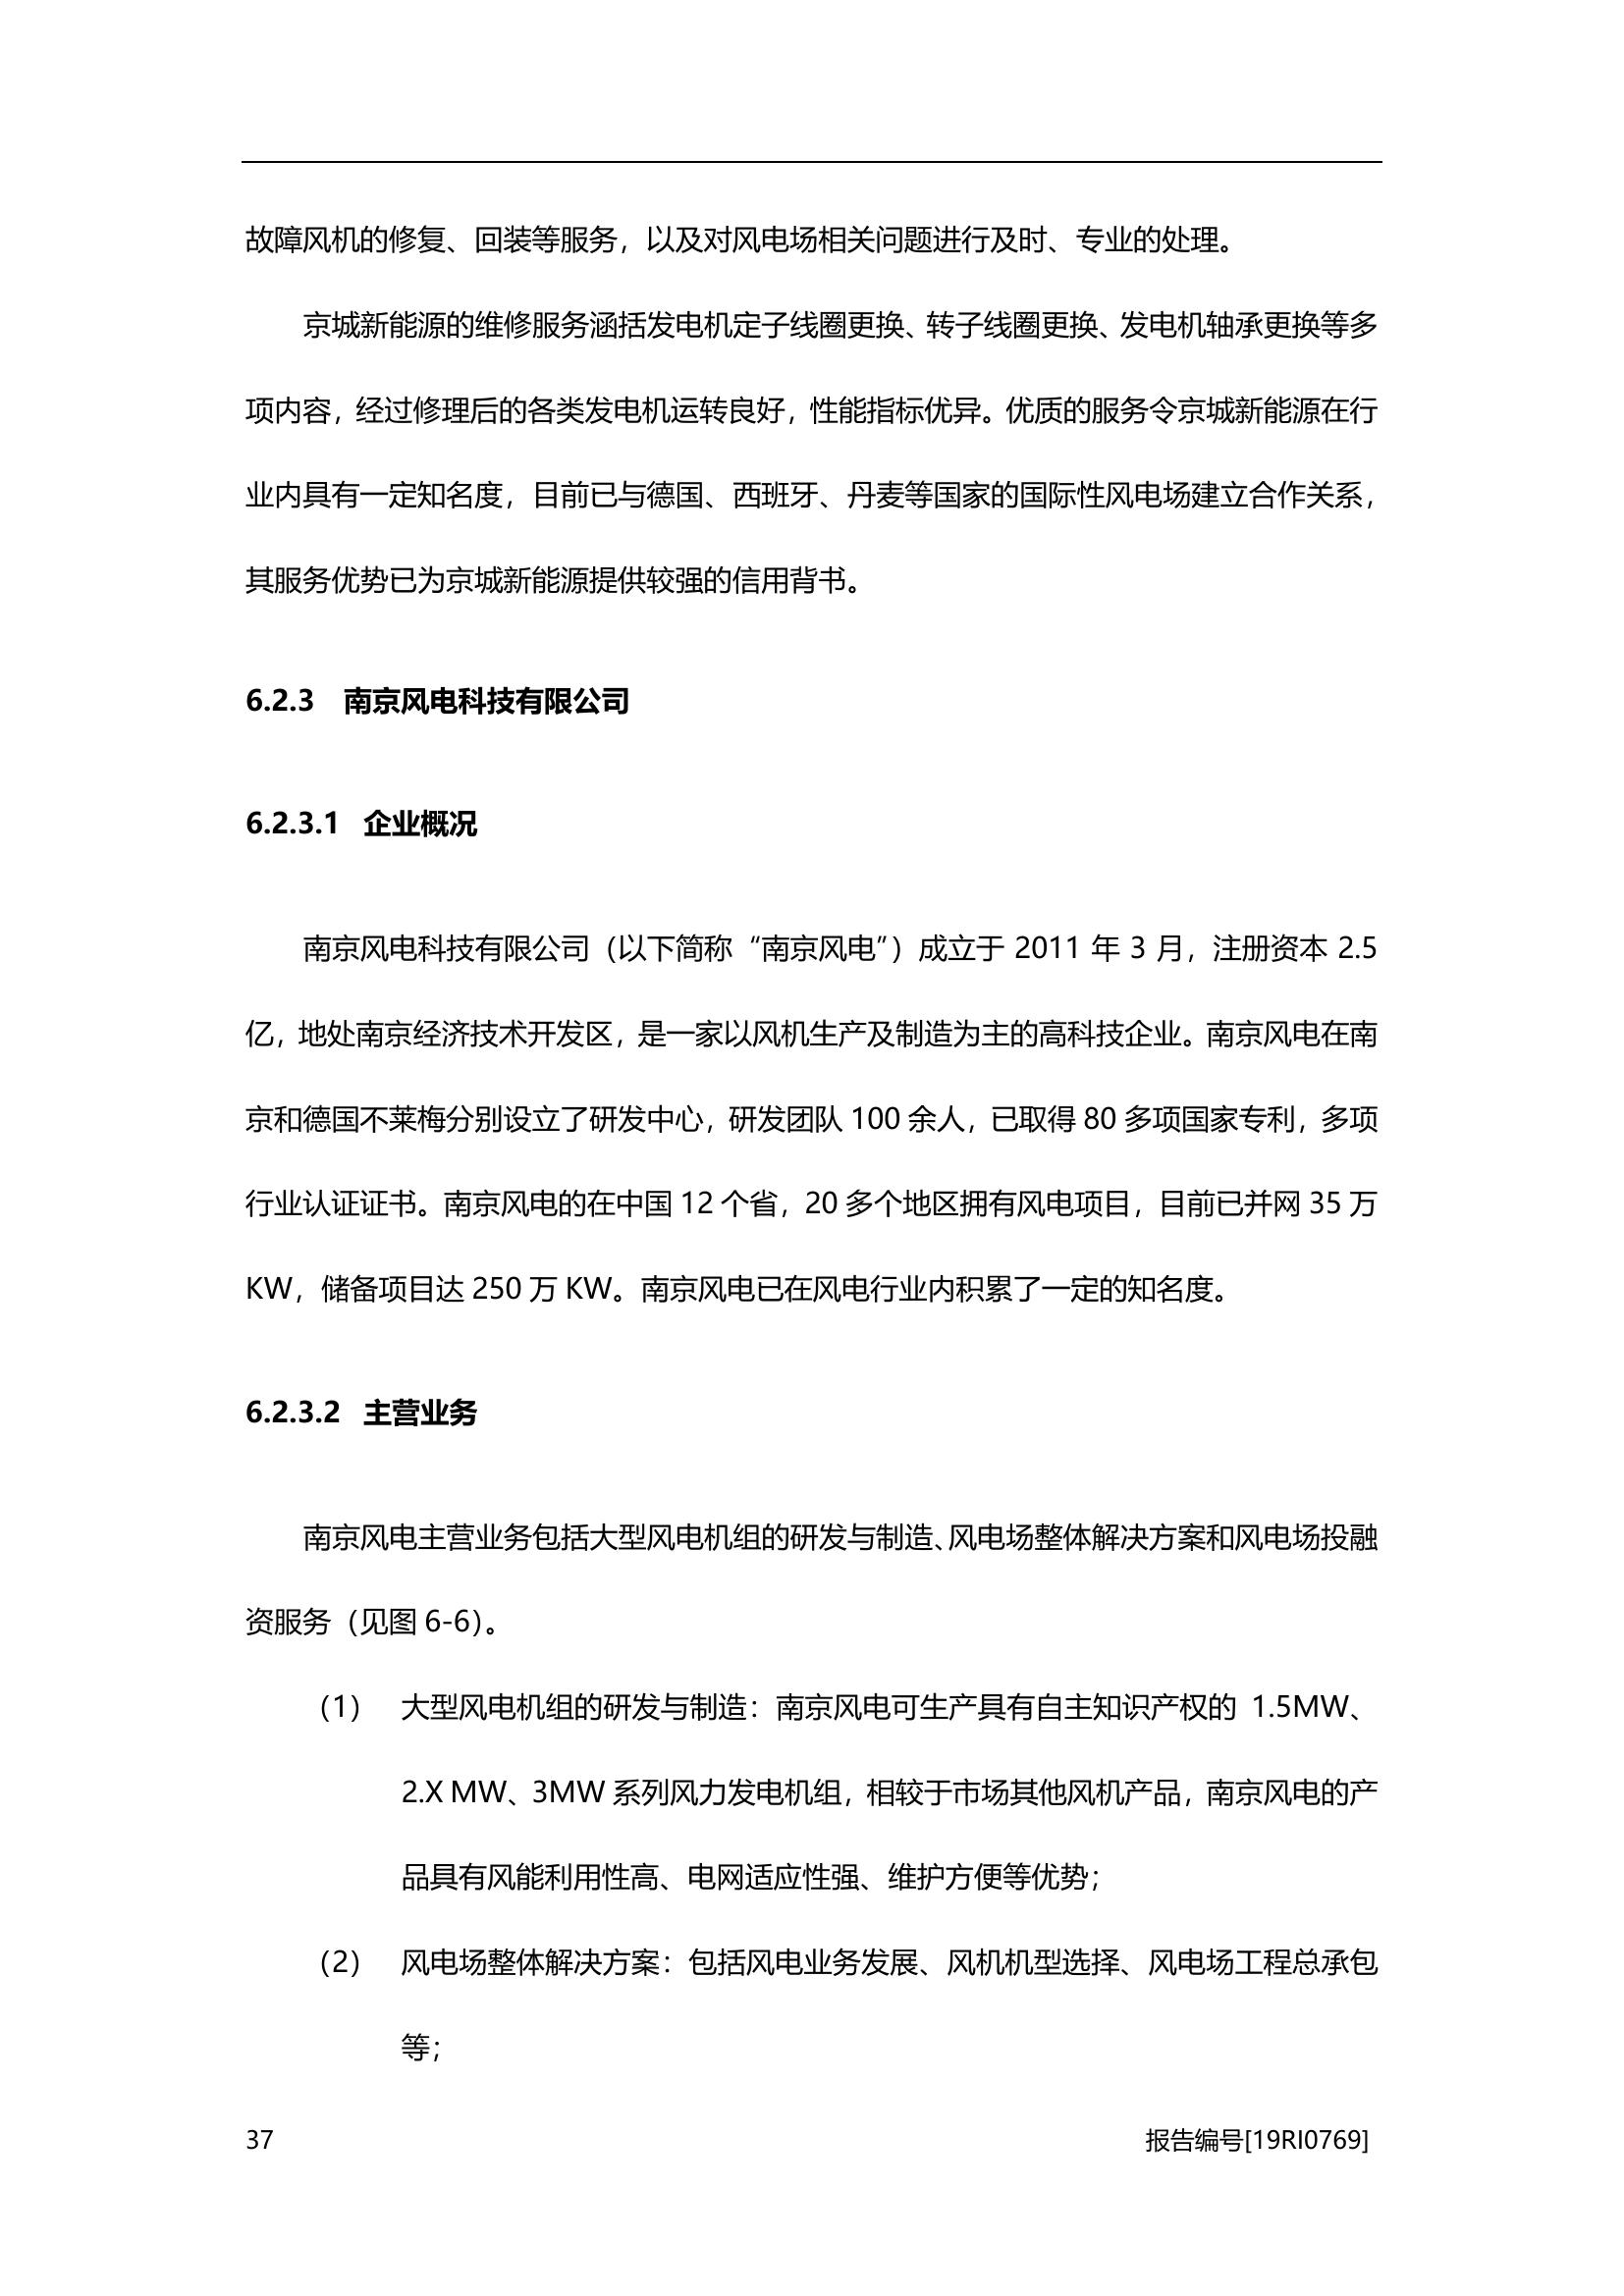 故障风机的修复、回装等服务，以及对风电场相关问题进行及时、专业的处理。
京城新能源的维修服务涵括发电机定子线圈更换、转子线圈更换、发电机轴承更换等多
项内容，经过修理后的各类发电机运转良好，性能指标优异。优质的服务令京城新能源在行
业内具有一定知名度，目前已与德国、西班牙、丹麦等国家的国际性风电场建立合作关系，
其服务优势已为京城新能源提供较强的信用背书。
6.2.3 南京风电科技有限公司
6.2.3.1 企业概况
南京风电科技有限公司（以下简称“南京风电”）成立于 2011 年 3 月，注册资本 2.5
亿，地处南京经济技术开发区，是一家以风机生产及制造为主的高科技企业。南京风电在南
京和德国不莱梅分别设立了研发中心，研发团队 100 余人，已取得 80 多项国家专利，多项
行业认证证书。南京风电的在中国 12 个省，20 多个地区拥有风电项目，目前已并网 35 万
KW，储备项目达 250 万 KW。南京风电已在风电行业内积累了一定的知名度。
6.2.3.2 主营业务
南京风电主营业务包括大型风电机组的研发与制造、风电场整体解决方案和风电场投融
资服务（见图 6-6）。
（1） 大型风电机组的研发与制造：南京风电可生产具有自主知识产权的 1.5MW、
2.X MW、3MW 系列风力发电机组，相较于市场其他风机产品，南京风电的产
品具有风能利用性高、电网适应性强、维护方便等优势；
（2） 风电场整体解决方案：包括风电业务发展、风机机型选择、风电场工程总承包
等；
37 报告编号[19RI0769]